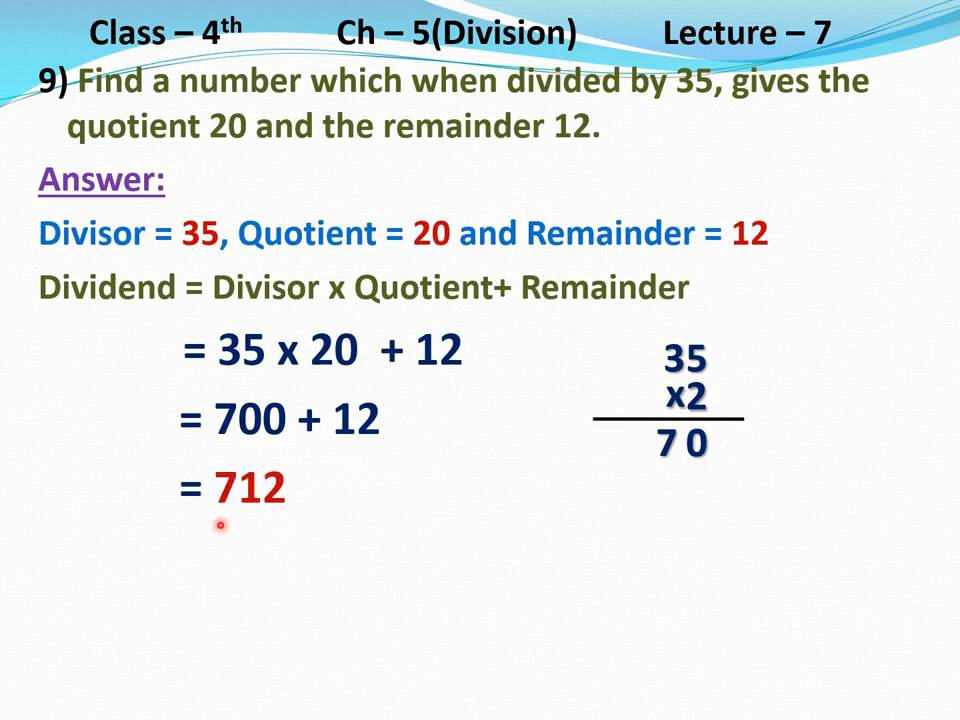 Class – 4th Ch – 5(Division) Lecture – 7
9) Find a number which when divided by 35, gives the
quotient 20 and the remainder 12.
Answer:
Divisor = 35, Quotient = 20 and Remainder = 12
Dividend = Divisor x Quotient+ Remainder
= 35 x 20 + 12
= 700 + 12
= 712
35
x2
7 0